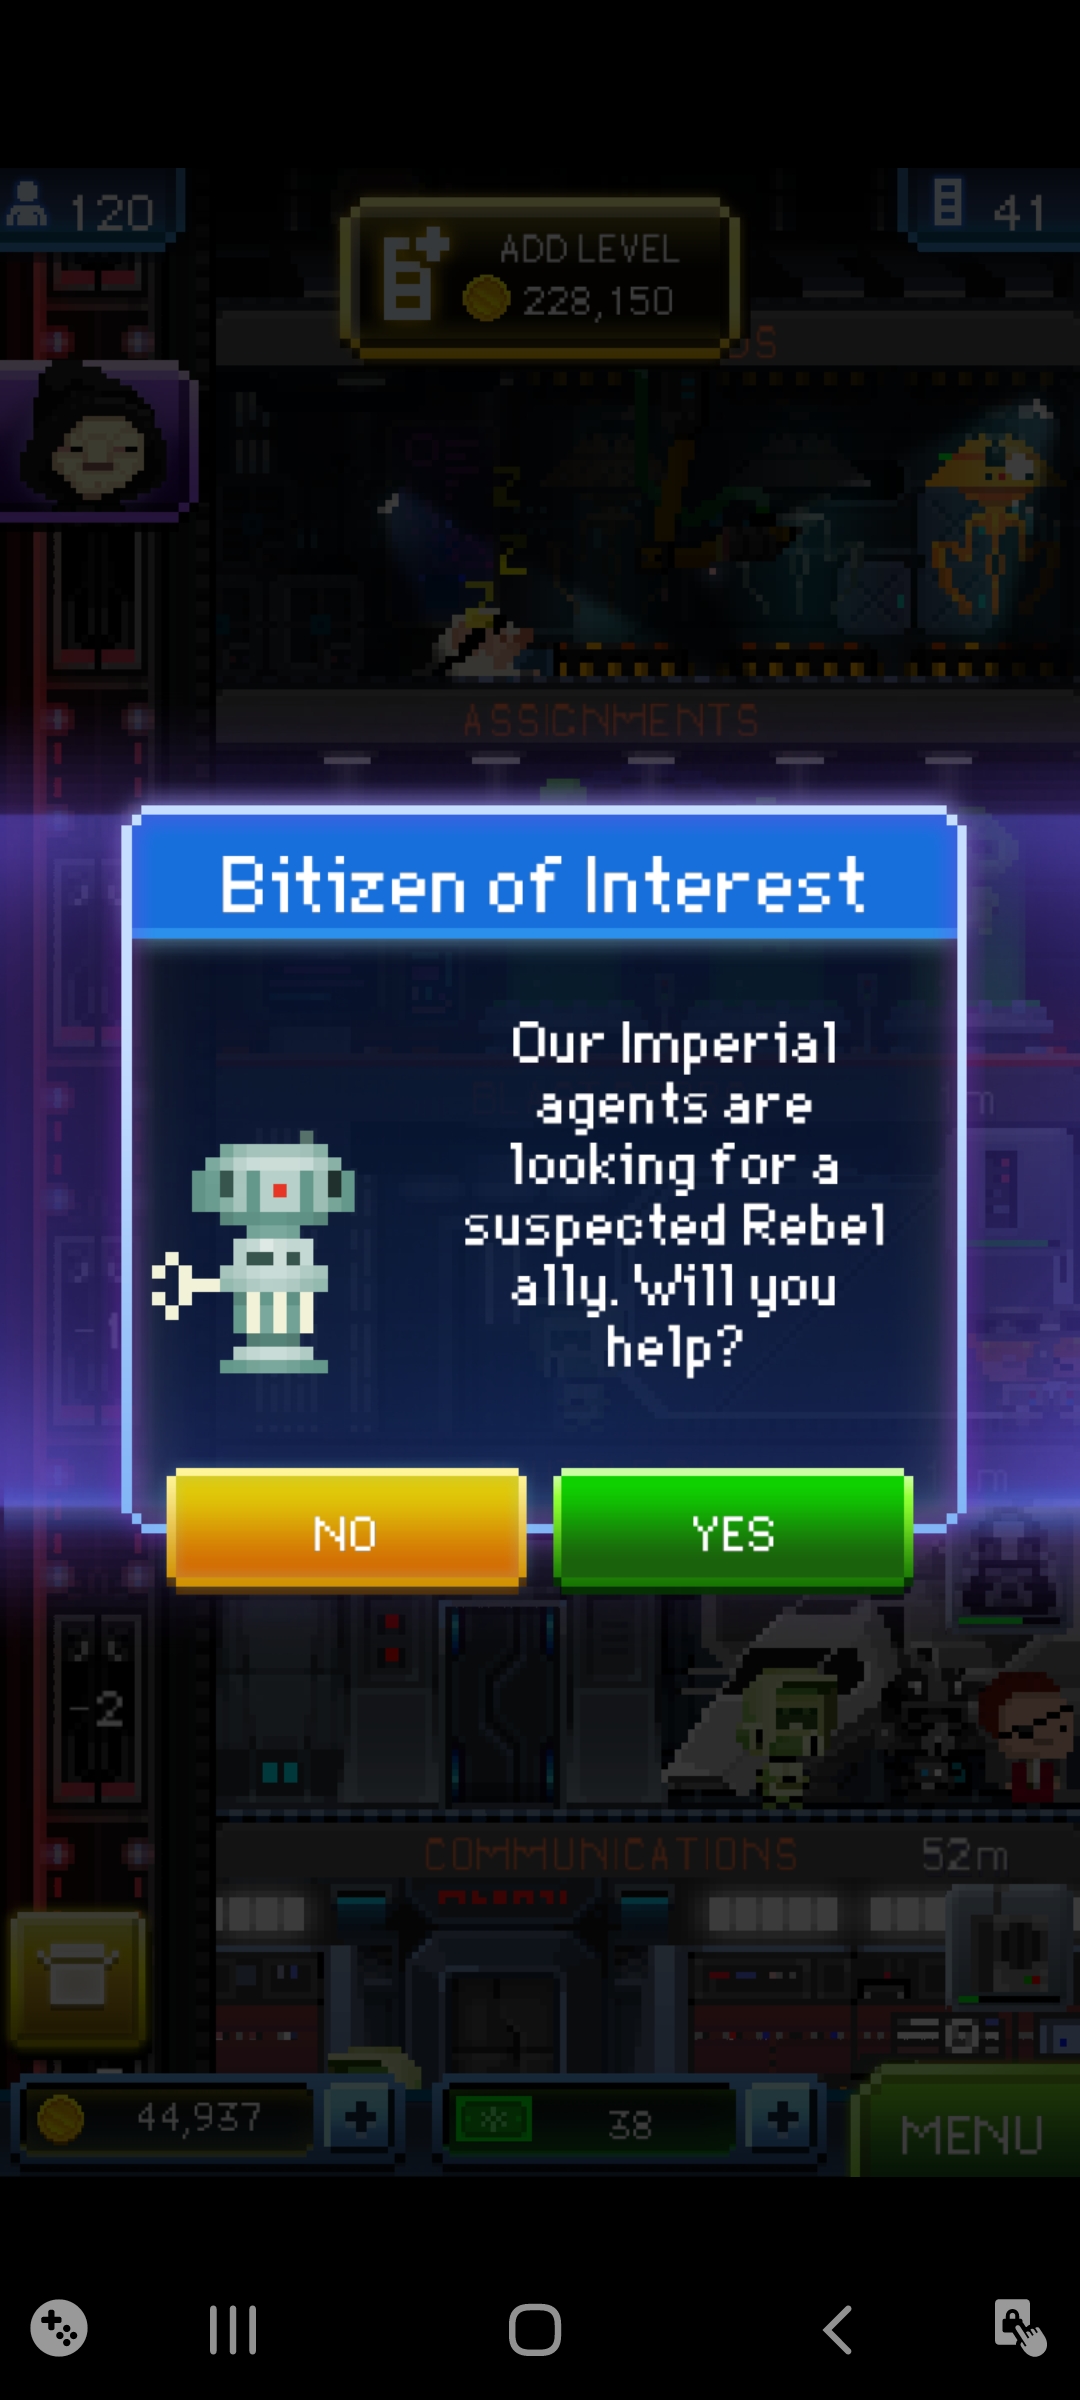 120
41
ADD LEVEL
228,150
ASSIGNMENTS
Bitizen of Interest
Our Imperial
agents are
looking for a
suspected Rebel
ally. Will you
help?
NO
YES
-2
COMMUNICATIONS
52m
44,937
38
MENU